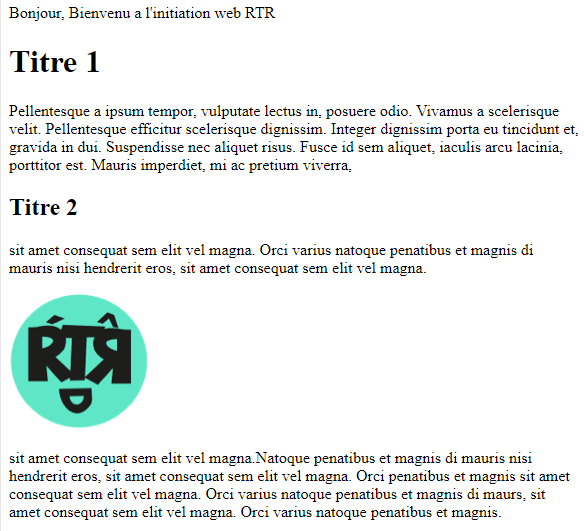 Bonjour, Bienvenu a l'initiation web RTR
Titre 1
Pellentesque a ipsum tempor, vulputate lectus in, posuere odio. Vivamus a scelerisque
velit. Pellentesque efficitur scelerisque dignissim. Integer dignissim porta eu tincidunt et,
gravida in dui. Suspendisse nec aliquet risus. Fusce id sem aliquet, iaculis arcu lacinia,
porttitor est. Mauris imperdiet, mi ac pretium viverra,
Titre 2
sit amet consequat sem elit vel magna. Orci varius natoque penatibus et magnis di
mauris nisi hendrerit eros, sit amet consequat sem elit vel magna.
RTR
sit amet consequat sem elit vel magna.Natoque penatibus et magnis di mauris nisi
hendrerit eros, sit amet consequat sem elit vel magna. Orci penatibus et magnis sit amet
consequat sem elit vel magna. Orci varius natoque penatibus et magnis di maurs, sit
amet consequat sem elit vel magna. Orci varius natoque penatibus et magnis.